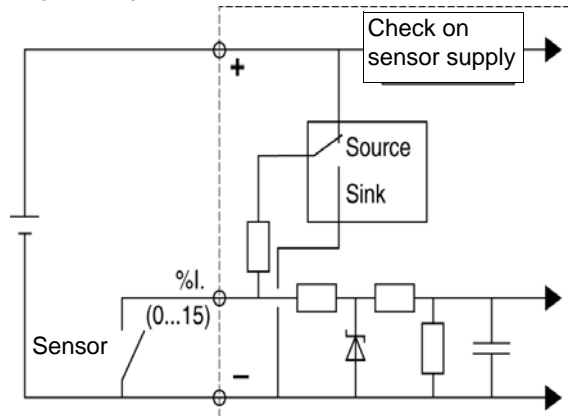 Check on
sensor supply
+
Source
Sink
%I.
(0...15)
Sensor
−